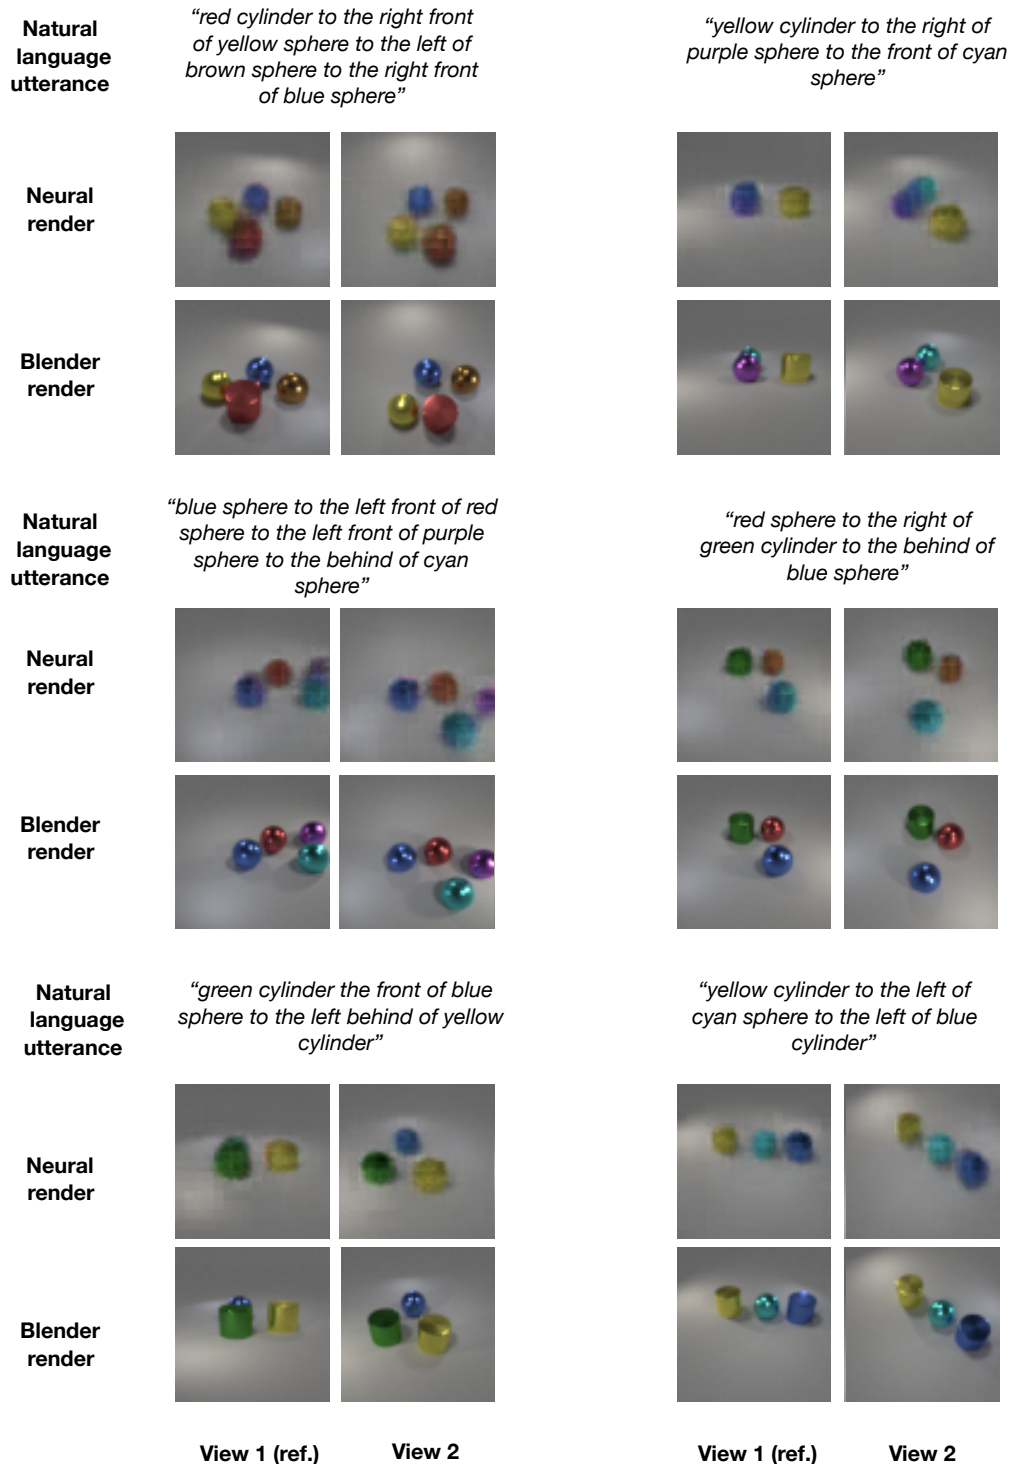 Natural
language
utterance
“red cylinder to the right front
of yellow sphere to the left of
brown sphere to the right front
of blue sphere”
“yellow cylinder to the right of
purple sphere to the front of cyan
sphere”
Neural
render
Blender
render
Natural
language
utterance
“blue sphere to the left front of red
sphere to the left front of purple
sphere to the behind of cyan
sphere”
“red sphere to the right of
green cylinder to the behind of
blue sphere”
Neural
render
Blender
render
Natural
language
utterance
“green cylinder the front of blue
sphere to the left behind of yellow
cylinder”
“yellow cylinder to the left of
cyan sphere to the left of blue
cylinder”
Neural
render
Blender
render
View 1 (ref.)
View 2
View 1 (ref.)
View 2